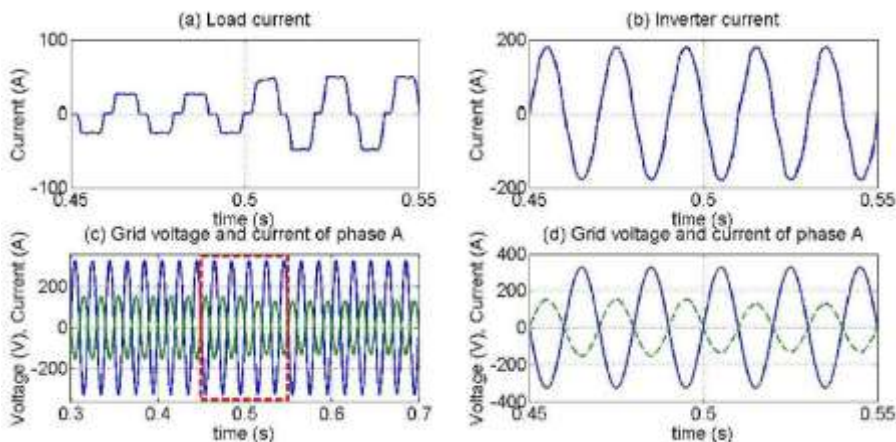 (a) Load current
100
0
-100
Current (A)
0.45
0.5
0.55
time (s)
(b) Inverter current
200
0
-200
Current (A)
0.45
0.5
0.55
time (s)
(c) Grid voltage and current of phase A
200
0
-200
Voltage (V), Current (A)
0.3
0.4
0.5
0.6
0.7
time (s)
(d) Grid voltage and current of phase A
400
200
0
-200
-400
Voltage (V), Current (A)
0.45
0.5
0.55
time (s)